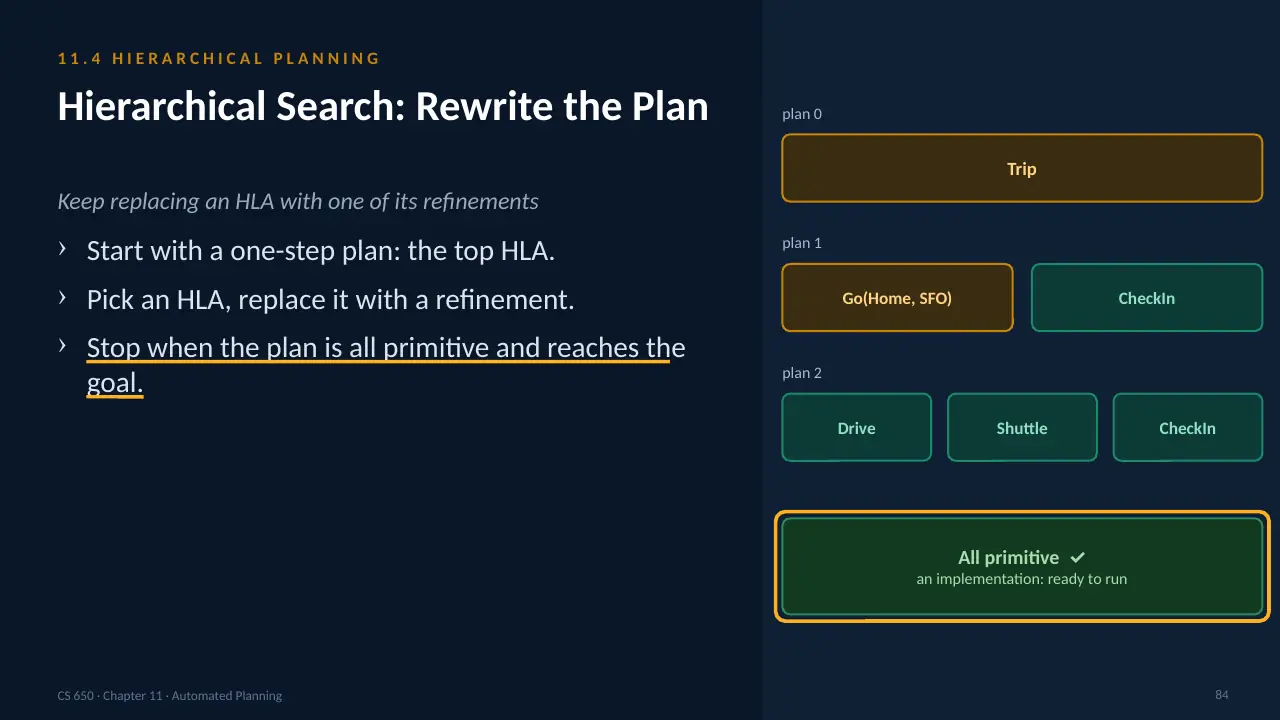 11.4 HIERARCHICAL PLANNING
Hierarchical Search: Rewrite the Plan
Keep replacing an HLA with one of its refinements
› Start with a one-step plan: the top HLA.
› Pick an HLA, replace it with a refinement.
› Stop when the plan is all primitive and reaches the
goal.
plan 0
Trip
plan 1
Go(Home, SFO)
CheckIn
plan 2
Drive
Shuttle
CheckIn
All primitive ✓
an implementation: ready to run
CS 650 · Chapter 11 · Automated Planning
84